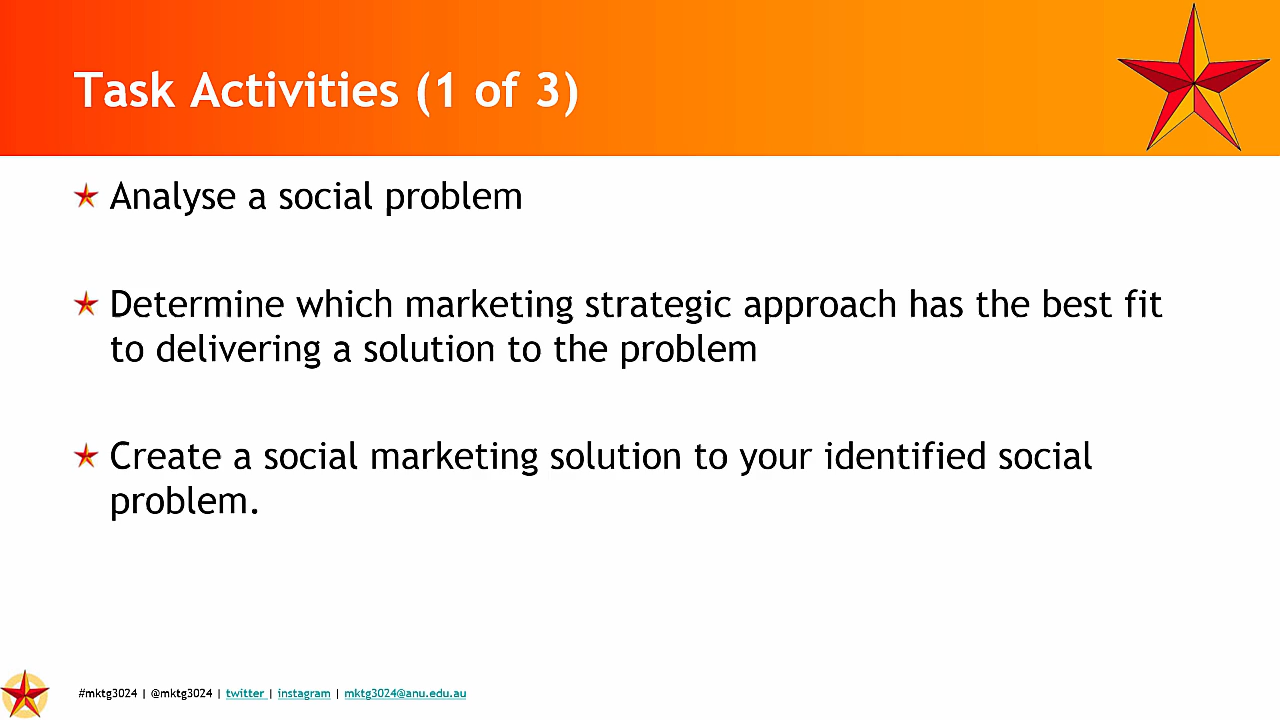 Task Activities (1 of 3)
Analyse a social problem
Determine which marketing strategic approach has the best fit
to delivering a solution to the problem
Create a social marketing solution to your identified social
problem.
#mktg3024 | @mktg3024 | twitter | instagram | mktg3024@anu.edu.au